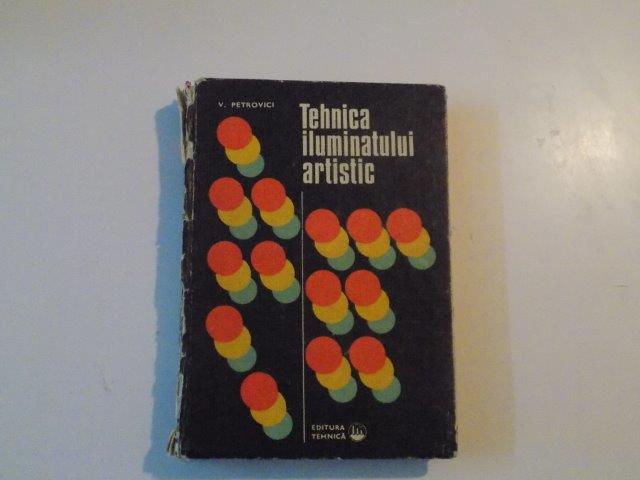 V. PETROVICI
Tehnica
iluminatului
artistic
EDITURA
TEHNICĂ